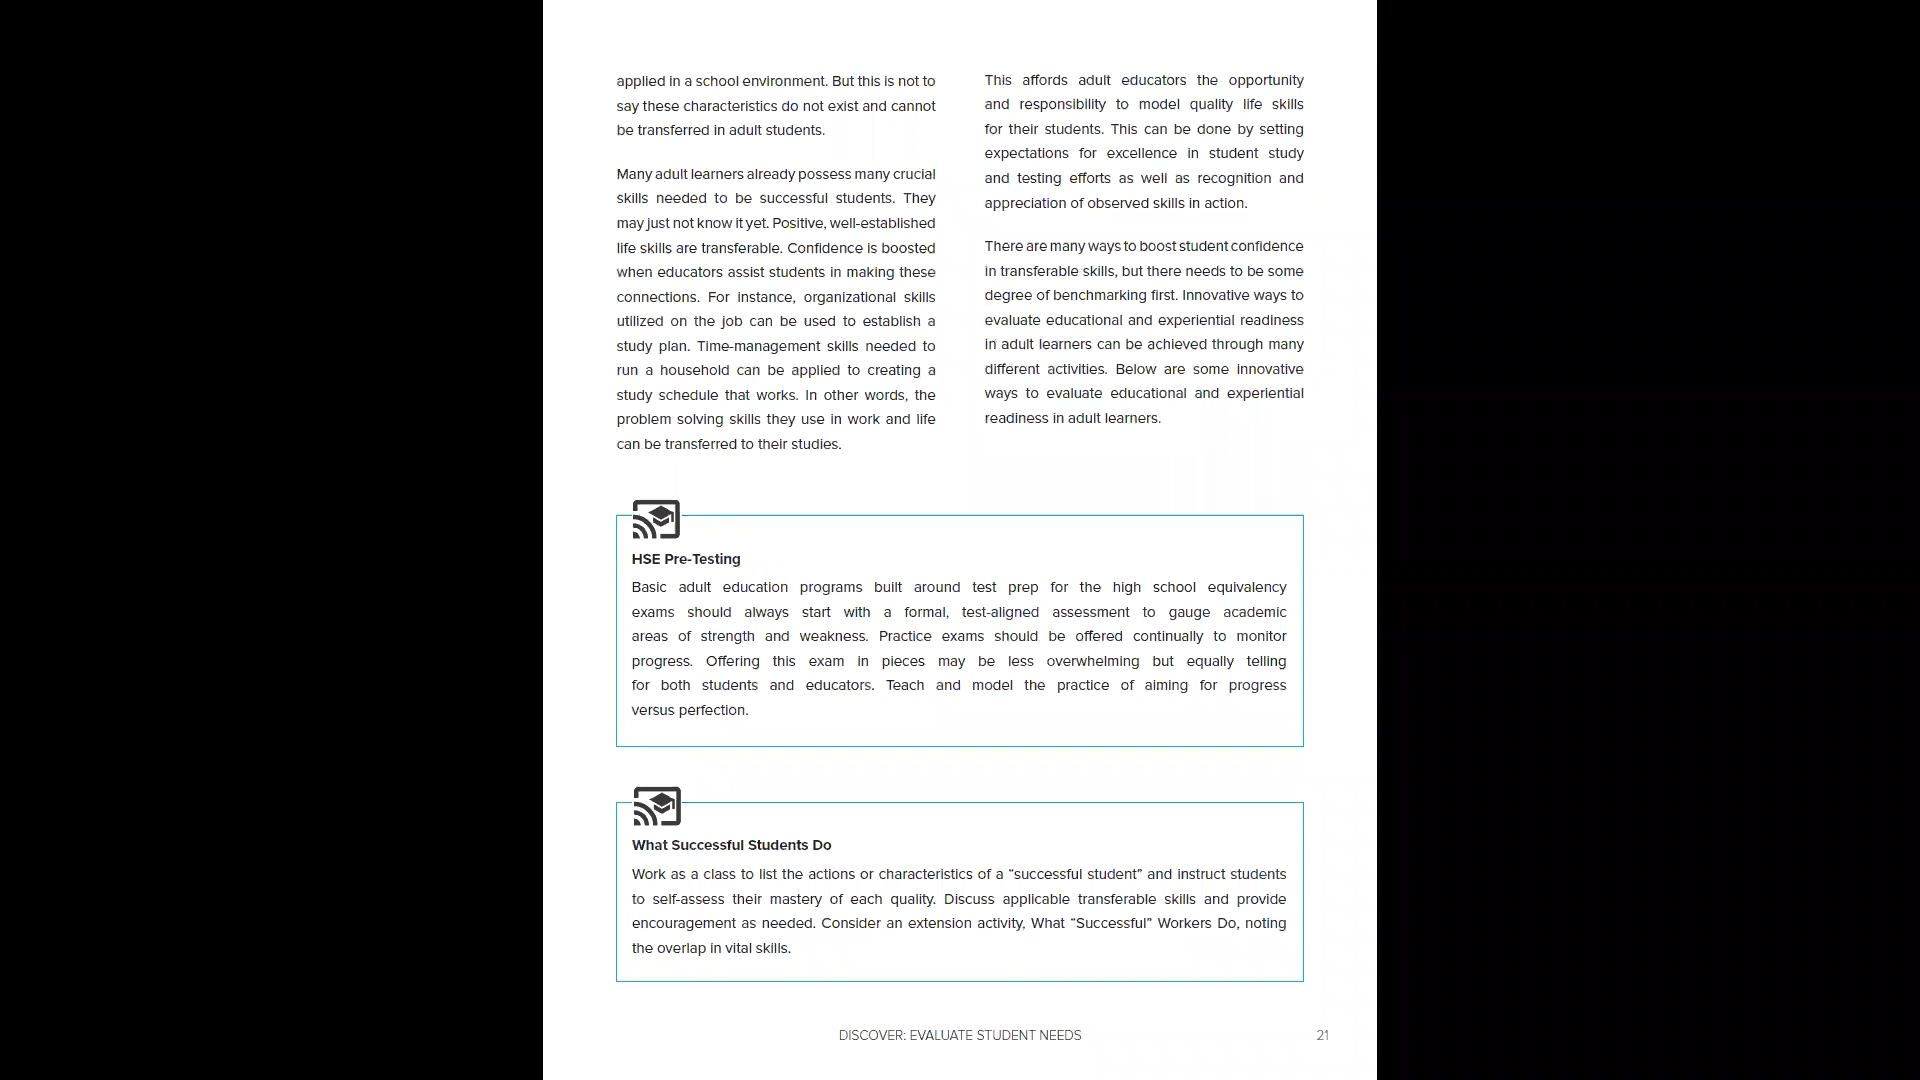 applied in a school environment. But this is not to
say these characteristics do not exist and cannot
be transferred in adult students.
Many adult learners already possess many crucial
skills needed to be successful students. They
may just not know it yet. Positive, well-established
life skills are transferable. Confidence is boosted
when educators assist students in making these
connections. For instance, organizational skills
utilized on the job can be used to establish a
study plan. Time-management skills needed to
run a household can be applied to creating a
study schedule that works. In other words, the
problem solving skills they use in work and life
can be transferred to their studies.
This affords adult educators the opportunity
and responsibility to model quality life skills
for their students. This can be done by setting
expectations for excellence in student study
and testing efforts as well as recognition and
appreciation of observed skills in action.
There are many ways to boost student confidence
in transferable skills, but there needs to be some
degree of benchmarking first. Innovative ways to
evaluate educational and experiential readiness
in adult learners can be achieved through many
different activities. Below are some innovative
ways to evaluate educational and experiential
readiness in adult learners.
HSE Pre-Testing
Basic adult education programs built around test prep for the high school equivalency
exams should always start with a formal, test-aligned assessment to gauge academic
areas of strength and weakness. Practice exams should be offered continually to monitor
progress. Offering this exam in pieces may be less overwhelming but equally telling
for both students and educators. Teach and model the practice of aiming for progress
versus perfection.
What Successful Students Do
Work as a class to list the actions or characteristics of a “successful student” and instruct students
to self-assess their mastery of each quality. Discuss applicable transferable skills and provide
encouragement as needed. Consider an extension activity, What “Successful” Workers Do, noting
the overlap in vital skills.
DISCOVER: EVALUATE STUDENT NEEDS
21